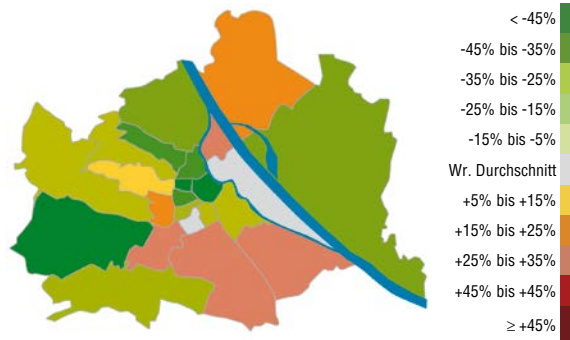 < -45%
-45% bis -35%
-35% bis -25%
-25% bis -15%
-15% bis -5%
Wr. Durchschnitt
+5% bis +15%
+15% bis +25%
+25% bis +35%
+45% bis +45%
≥ +45%